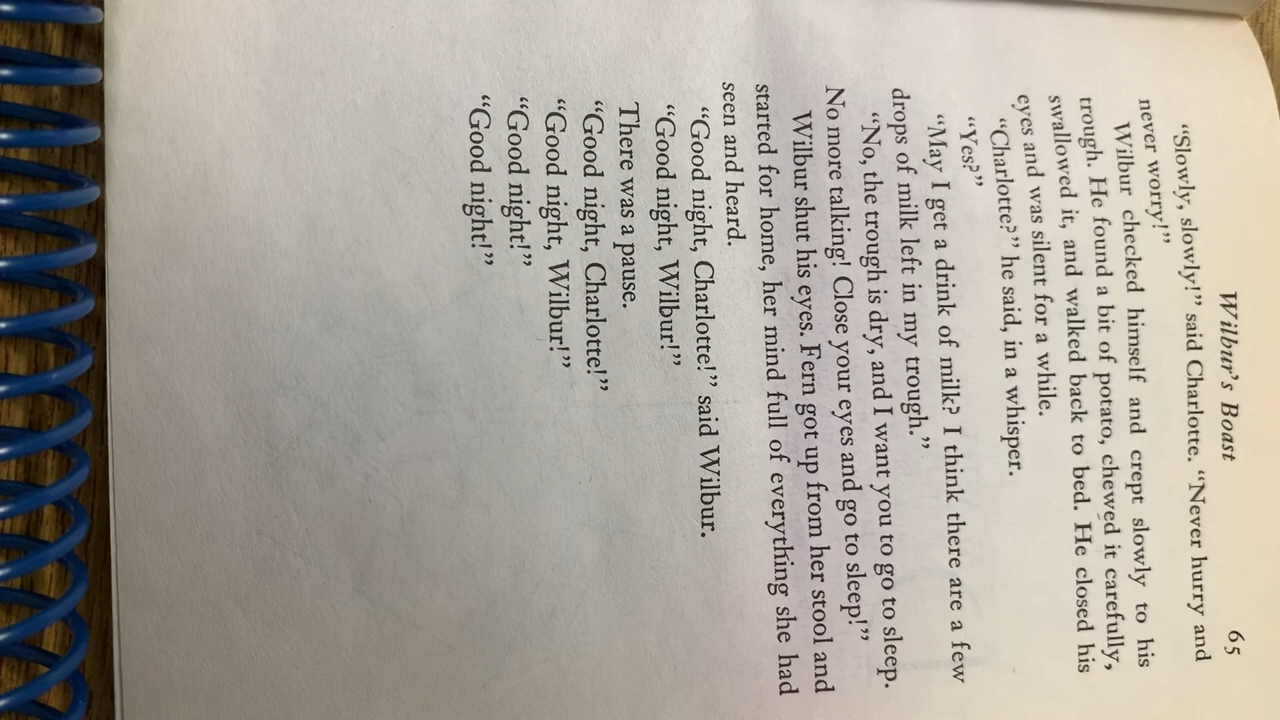 Wilbur's Boast 65
"Slowly, slowly!" said Charlotte. "Never hurry and
never worry!"
Wilbur checked himself and crept slowly to his
trough. He found a bit of potato, chewed it carefully,
swallowed it, and walked back to bed. He closed his
eyes and was silent for a while.
"Charlotte?" he said, in a whisper.
"Yes?"
"May I get a drink of milk? I think there are a few
drops of milk left in my trough."
"No, the trough is dry, and I want you to go to sleep.
No more talking! Close your eyes and go to sleep!"
Wilbur shut his eyes. Fern got up from her stool and
started for home, her mind full of everything she had
seen and heard.
"Good night, Charlotte!" said Wilbur.
"Good night, Wilbur!"
There was a pause.
"Good night, Charlotte!"
"Good night, Wilbur!"
"Good night!"
"Good night!"